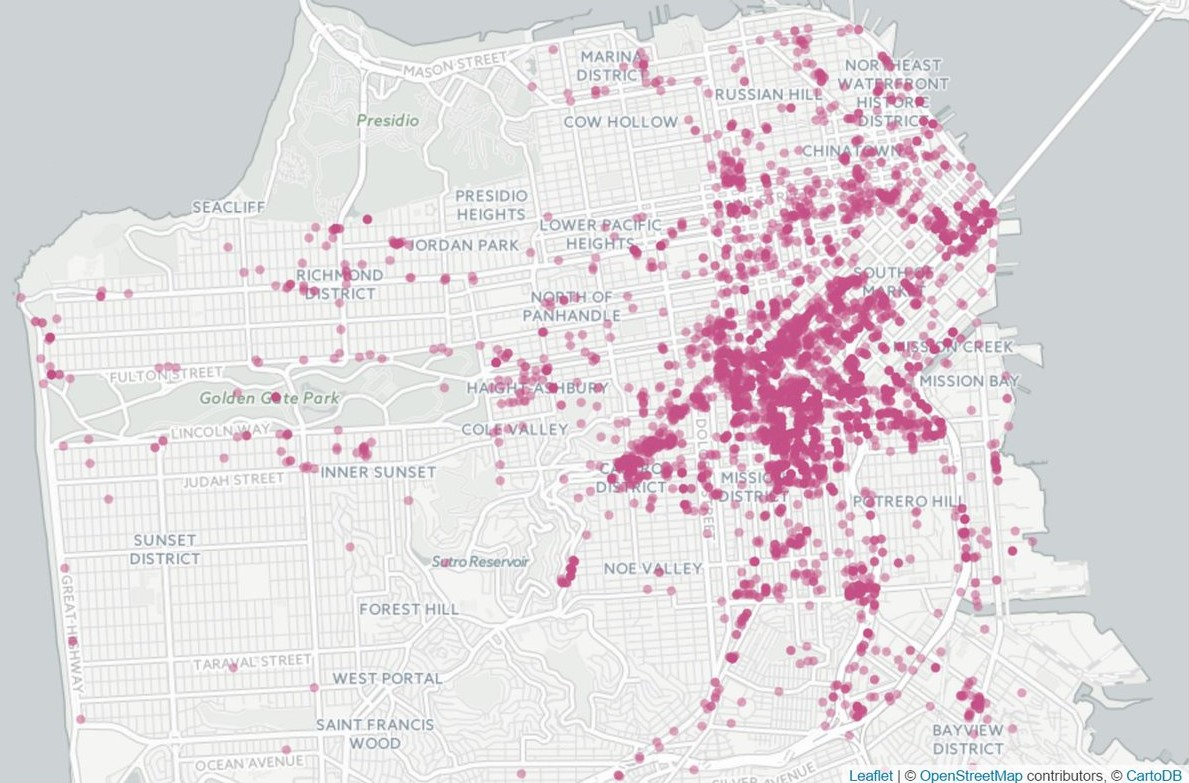 MASON STREET
MARINA
DISTRICT
NORTHEAST
WATERFRONT
HISTORIC
DISTRICT
RUSSIAN HILL
Presidio
COW HOLLOW
CHINATOWN
SEACLIFF
PRESIDIO
HEIGHTS
LOWER PACIFIC
HEIGHTS
JORDAN PARK
RICHMOND
DISTRICT
SOUTH OF
MARKET
NORTH OF
PANHANDLE
MISSION CREEK
FULTON STREET
MISSION BAY
HAIGHT-ASHBURY
Golden Gate Park
LINCOLN WAY
COLE VALLEY
INNER SUNSET
CASTRO
DISTRICT
JUDAH STREET
MISSION
DISTRICT
POTRERO HILL
SUNSET
DISTRICT
Sutro Reservoir
NOE VALLEY
GREAT HIGHWAY
FOREST HILL
TARAVAL STREET
WEST PORTAL
SAINT FRANCIS
WOOD
BAYVIEW
DISTRICT
OCEAN AVENUE
SILVER AVENUE
Leaflet | © OpenStreetMap contributors, © CartoDB